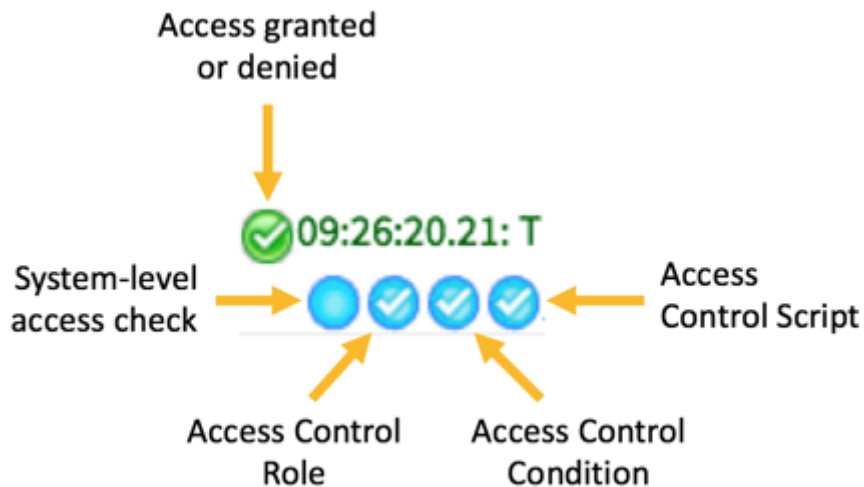 Access granted
or denied
09:26:20.21: T
System-level
access check
Access
Control Script
Access Control
Role
Access Control
Condition